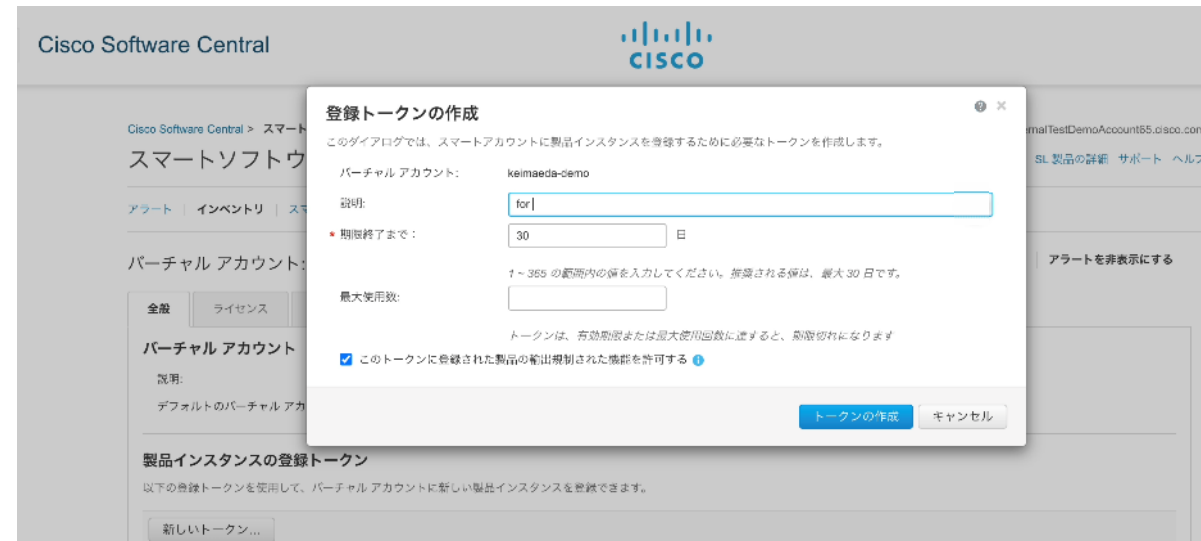 Cisco Software Central
CISCO
登録トークンの作成
Cisco Software Central > スマート
malTestDemoAccount65.cisco.com
このダイアログでは、スマートアカウントに製品インスタンスを登録するために必要なトークンを作成します。
スマートソフトウ
SL 製品の詳細 サポート ヘルプ
バーチャル アカウント: keimaeda-demo
説明: for
アラート | インベントリ | スマ
* 期限終了まで： 30 日
バーチャル アカウント:
アラートを非表示にする
1 ~ 365 の範囲内の値を入力してください。推奨される値は、最大 30 日です。
最大使用数:
全般 ライセンス
トークンは、有効期限または最大使用回数に達すると、期限切れになります
バーチャル アカウント
このトークンに登録された製品の輸出規制された機能を許可する
説明:
デフォルトのバーチャル アカ
トークンの作成 キャンセル
製品インスタンスの登録トークン
以下の登録トークンを使用して、バーチャル アカウントに新しい製品インスタンスを登録できます。
新しいトークン...